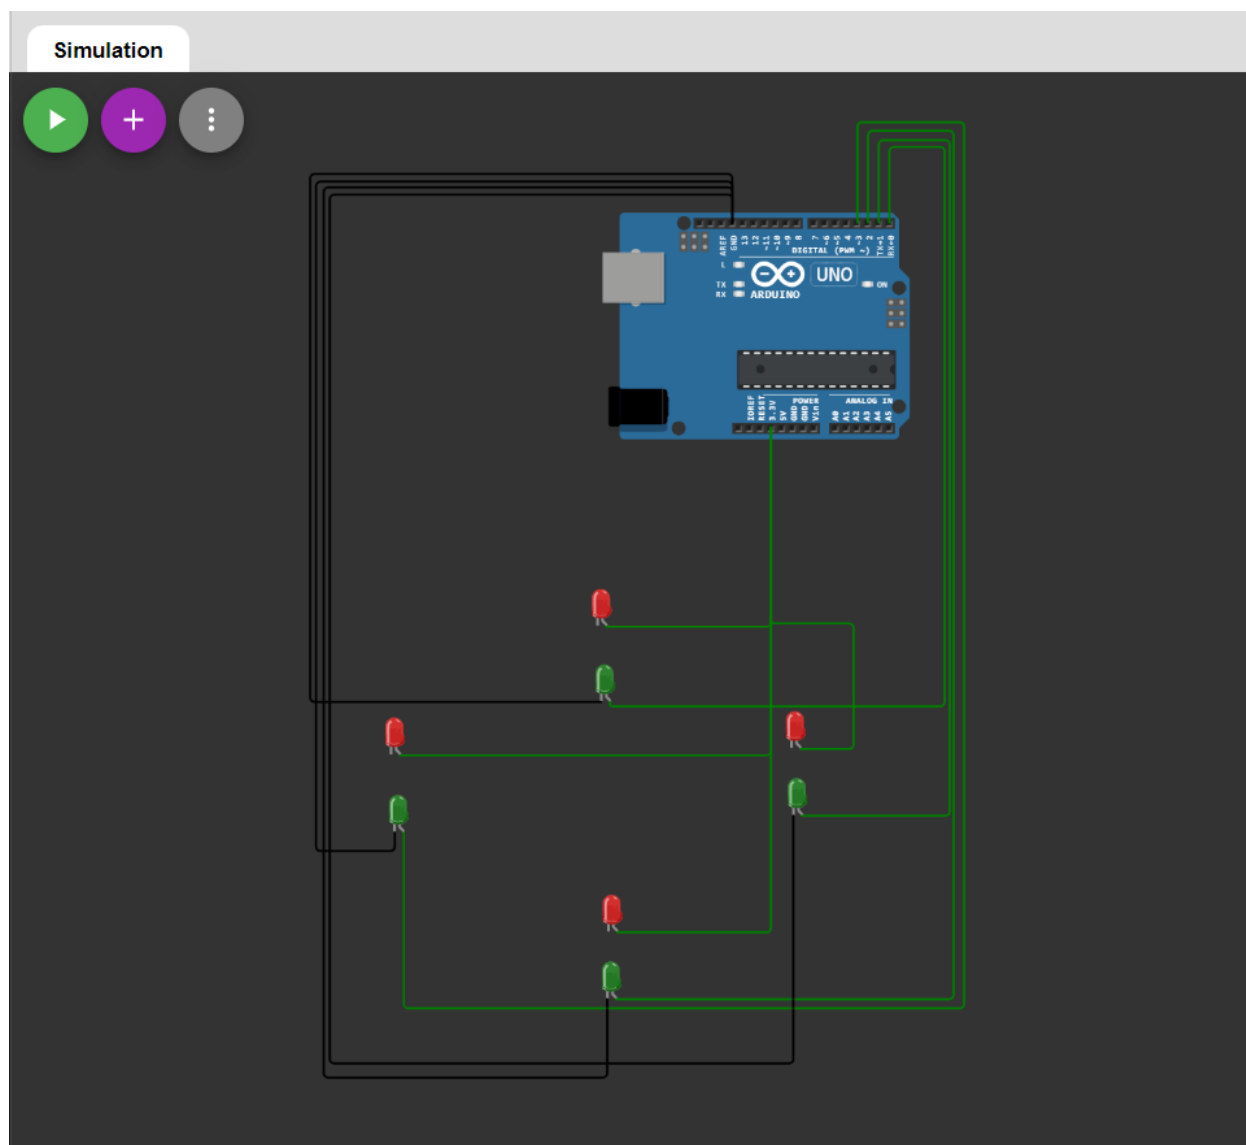 Simulation
AREF
GND
13
12
~11
~10
~9
8
7
~6
~5
4
~3
2
TX→1
RX←0
DIGITAL (PWM ~)
L
UNO
ON
TX
RX
ARDUINO
POWER
ANALOG IN
IOREF
RESET
3.3V
5V
GND
GND
Vin
A0
A1
A2
A3
A4
A5